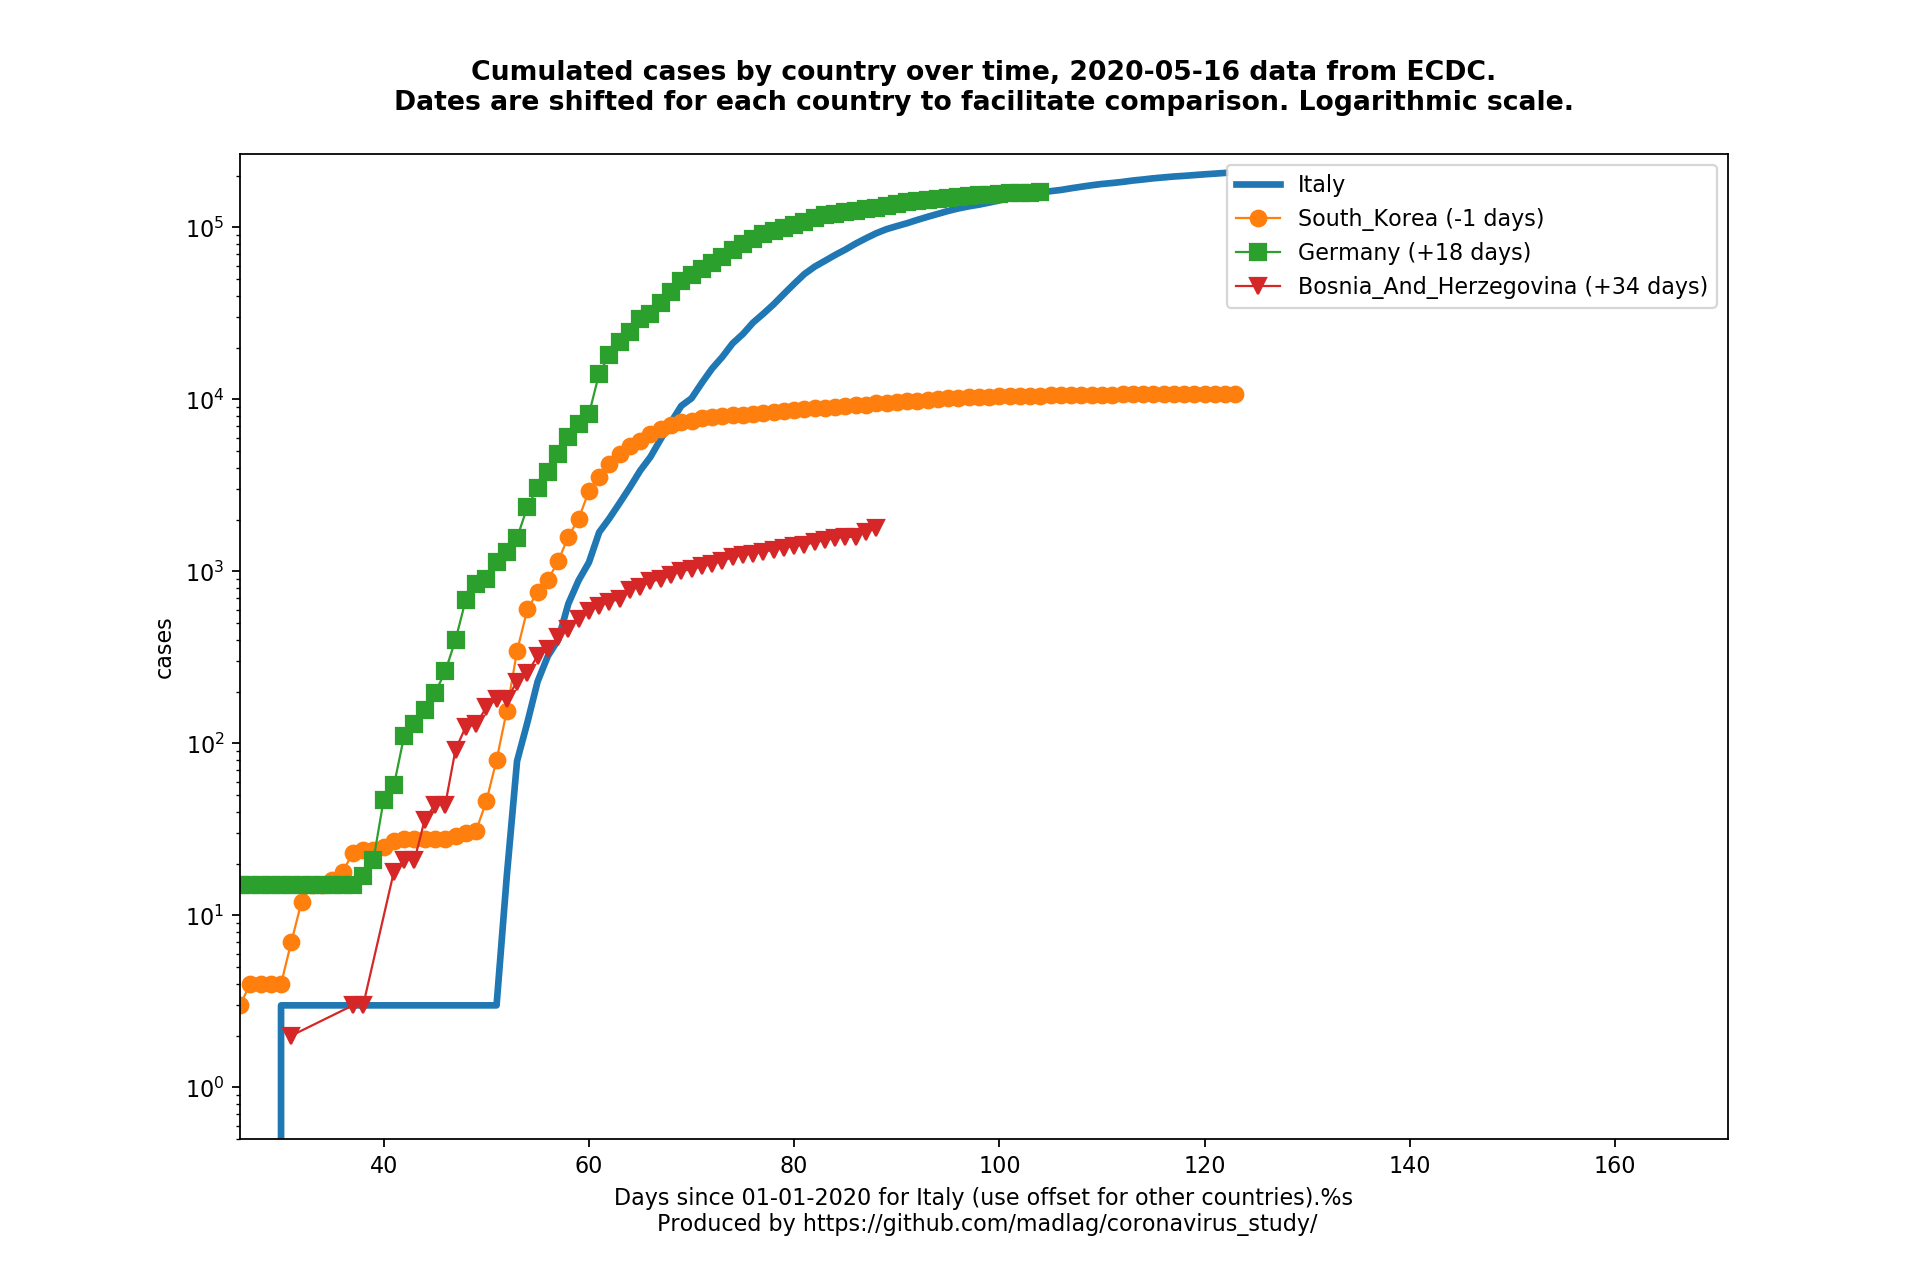 Cumulated cases by country over time, 2020-05-16 data from ECDC.
Dates are shifted for each country to facilitate comparison. Logarithmic scale.
Italy
South_Korea (-1 days)
Germany (+18 days)
Bosnia_And_Herzegovina (+34 days)
10^5
10^4
10^3
10^2
10^1
10^0
cases
40 60 80 100 120 140 160
Days since 01-01-2020 for Italy (use offset for other countries).%s
Produced by https://github.com/madlag/coronavirus_study/